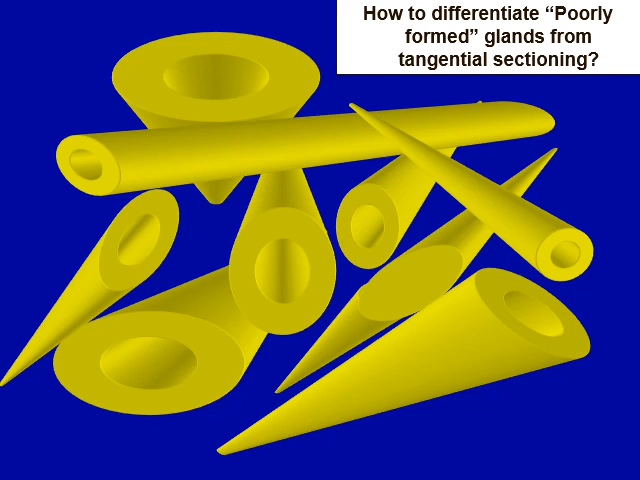 How to differentiate “Poorly
formed” glands from
tangential sectioning?